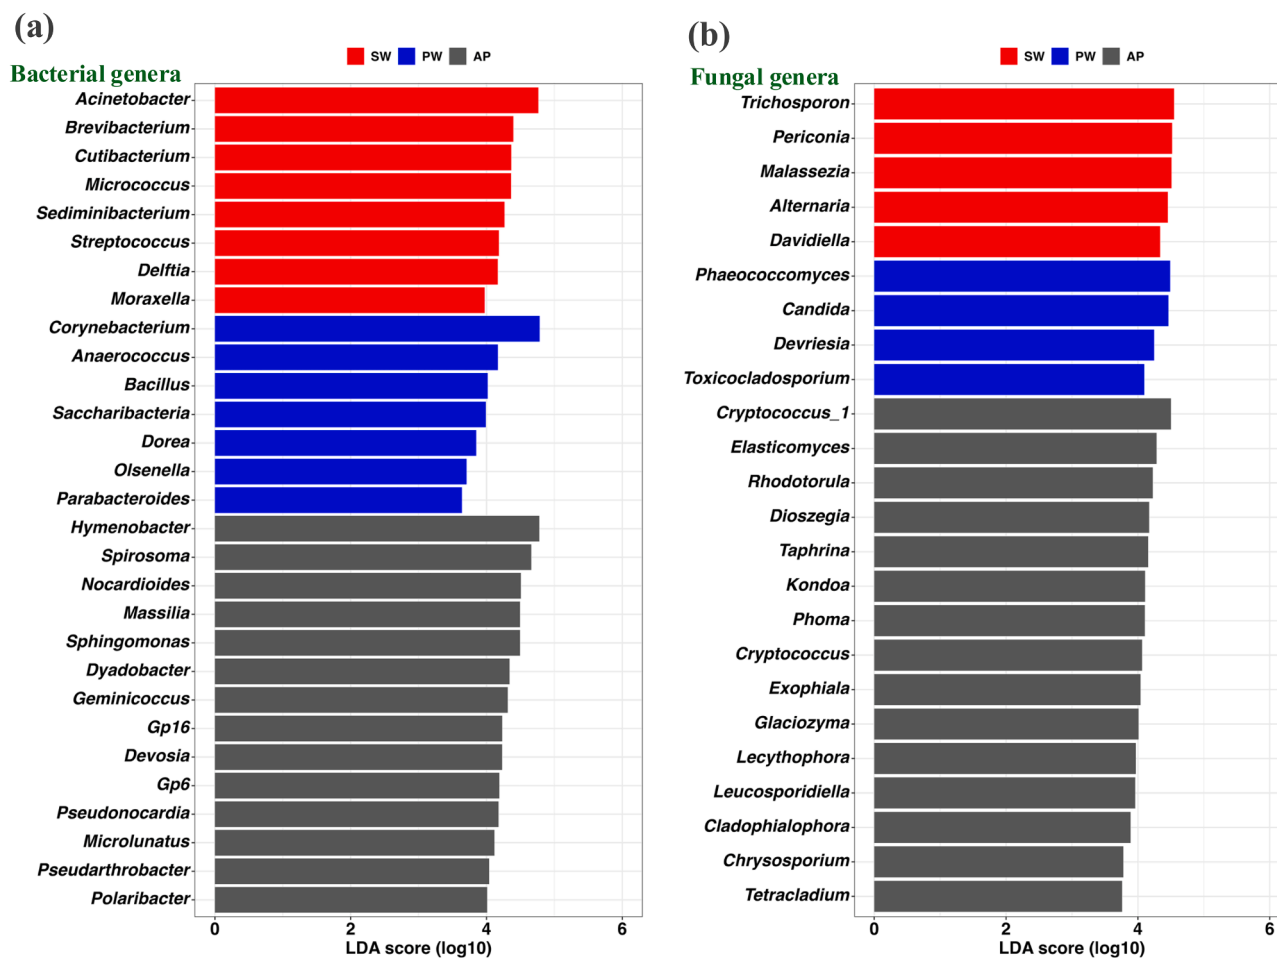 (a)
SW PW AP
Bacterial genera
Acinetobacter
Brevibacterium
Cutibacterium
Micrococcus
Sediminibacterium
Streptococcus
Delftia
Moraxella
Corynebacterium
Anaerococcus
Bacillus
Saccharibacteria
Dorea
Olsenella
Parabacteroides
Hymenobacter
Spirosoma
Nocardioides
Massilia
Sphingomonas
Dyadobacter
Geminicoccus
Gp16
Devosia
Gp6
Pseudonocardia
Microlunatus
Pseudarthrobacter
Polaribacter
0 2 4 6
LDA score (log10)
(b)
SW PW AP
Fungal genera
Trichosporon
Periconia
Malassezia
Alternaria
Davidiella
Phaeococcomyces
Candida
Devriesia
Toxicocladosporium
Cryptococcus_1
Elasticomyces
Rhodotorula
Dioszegia
Taphrina
Kondoa
Phoma
Cryptococcus
Exophiala
Glaciozyma
Lecythophora
Leucosporidiella
Cladophialophora
Chrysosporium
Tetracladium
0 2 4 6
LDA score (log10)